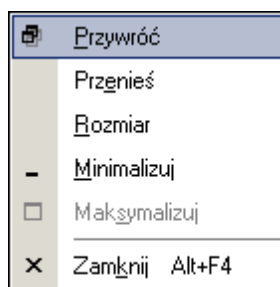 Przywróć
Przenieś
Rozmiar
Minimalizuj
Maksymalizuj
Zamknij Alt+F4